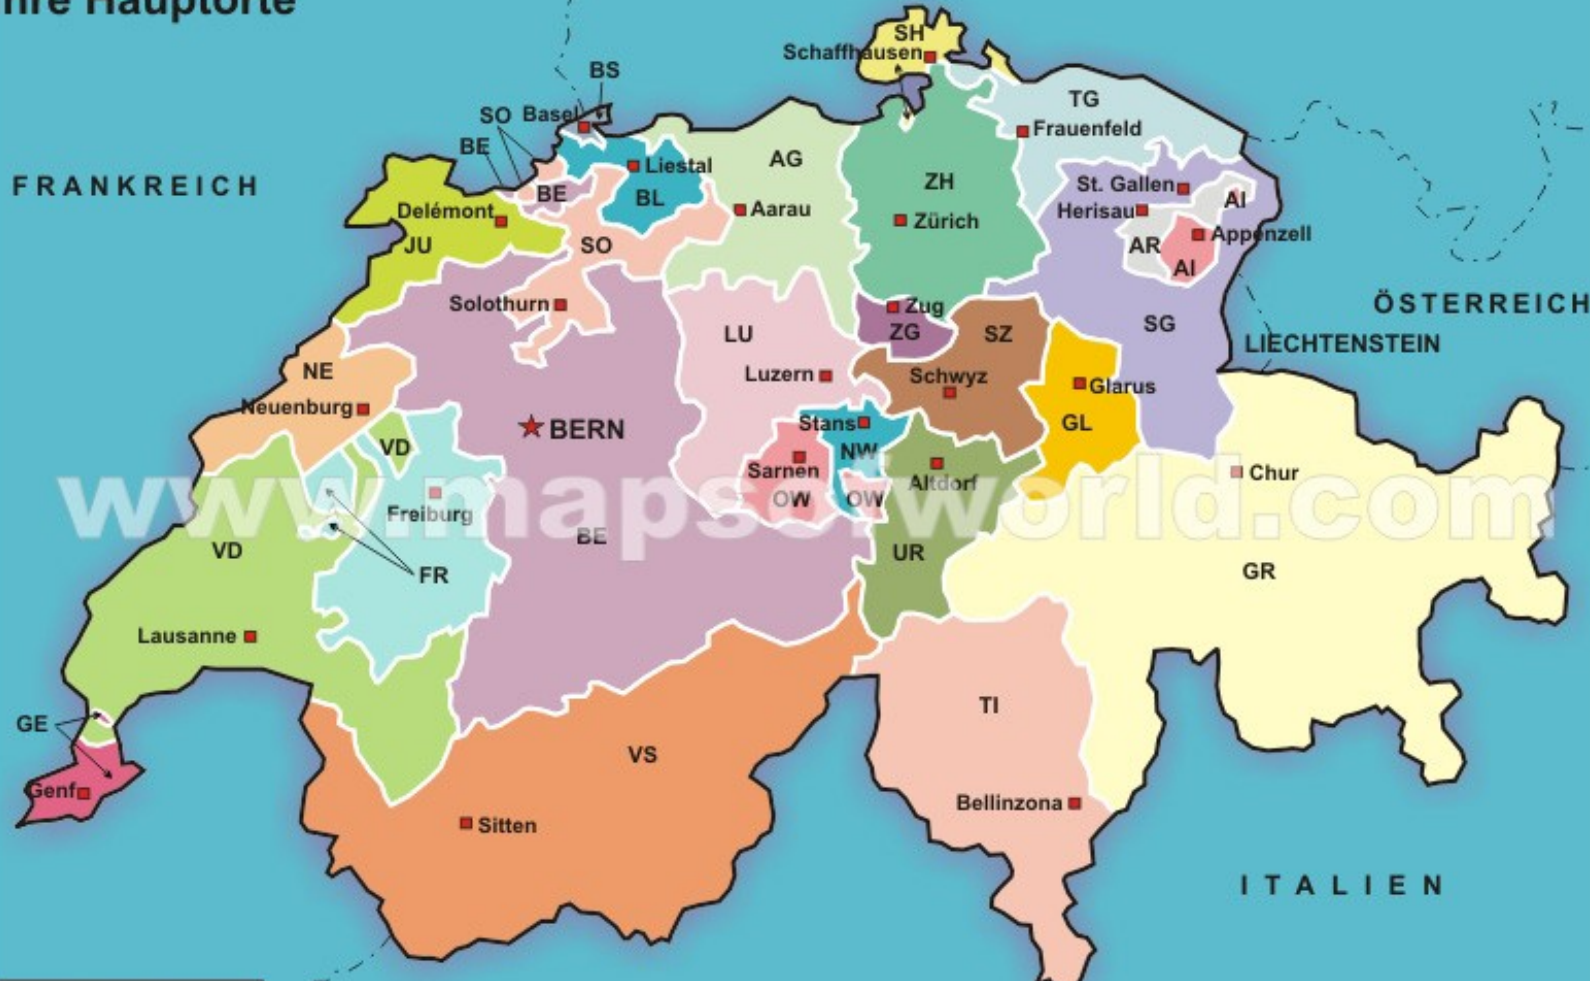 Hauptorte
SH
Schaffhausen
BS
TG
SO
Basel
Frauenfeld
BE
AG
Liestal
ZH
St. Gallen
FRANKREICH
BE
BL
AI
Delémont
Aarau
Herisau
Zürich
Appenzell
JU
SO
AR
AI
Solothurn
Zug
ÖSTERREICH
ZG
SZ
SG
LU
LIECHTENSTEIN
NE
Luzern
Schwyz
Glarus
Neuenburg
BERN
Stans
GL
VD
NW
Sarnen
Chur
Altdorf
OW
OW
Freiburg
www.mapsofworld.com
BE
VD
UR
FR
GR
Lausanne
TI
GE
VS
Genf
Bellinzona
Sitten
ITALIEN